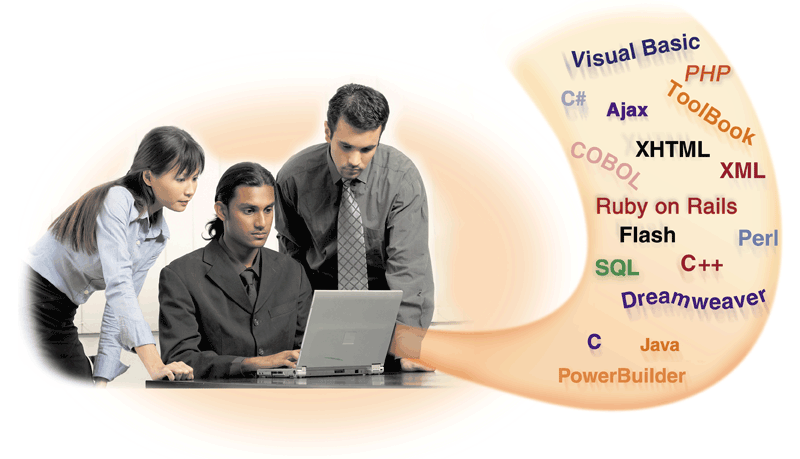 Visual Basic
PHP
C#
Ajax
ToolBook
COBOL
XHTML
XML
Ruby on Rails
Flash
Perl
SQL
C++
Dreamweaver
C
Java
PowerBuilder